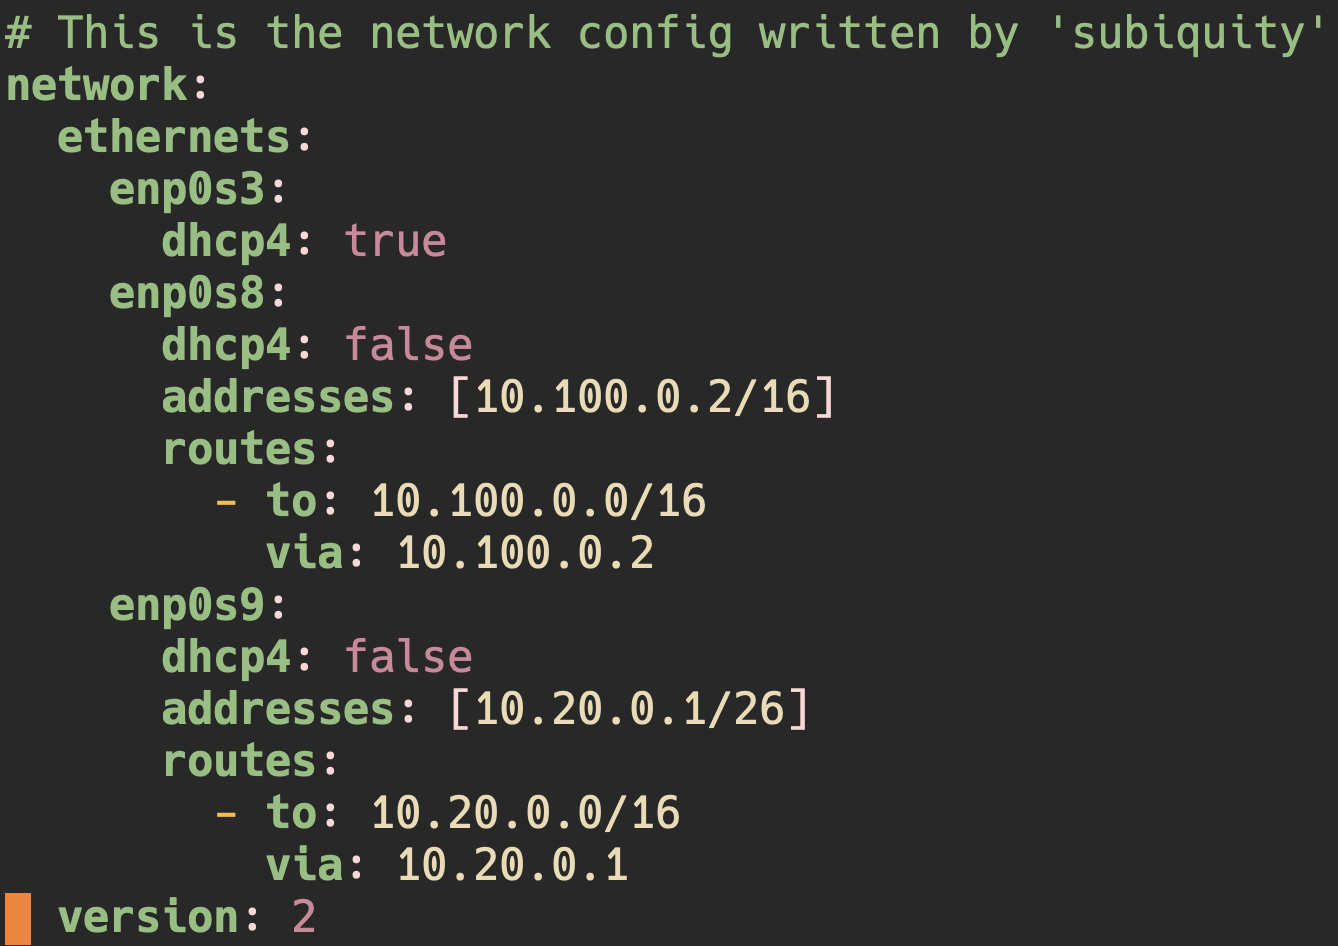 # This is the network config written by 'subiquity'
network:
  ethernets:
    enp0s3:
      dhcp4: true
    enp0s8:
      dhcp4: false
      addresses: [10.100.0.2/16]
      routes:
        - to: 10.100.0.0/16
          via: 10.100.0.2
    enp0s9:
      dhcp4: false
      addresses: [10.20.0.1/26]
      routes:
        - to: 10.20.0.0/16
          via: 10.20.0.1
  version: 2